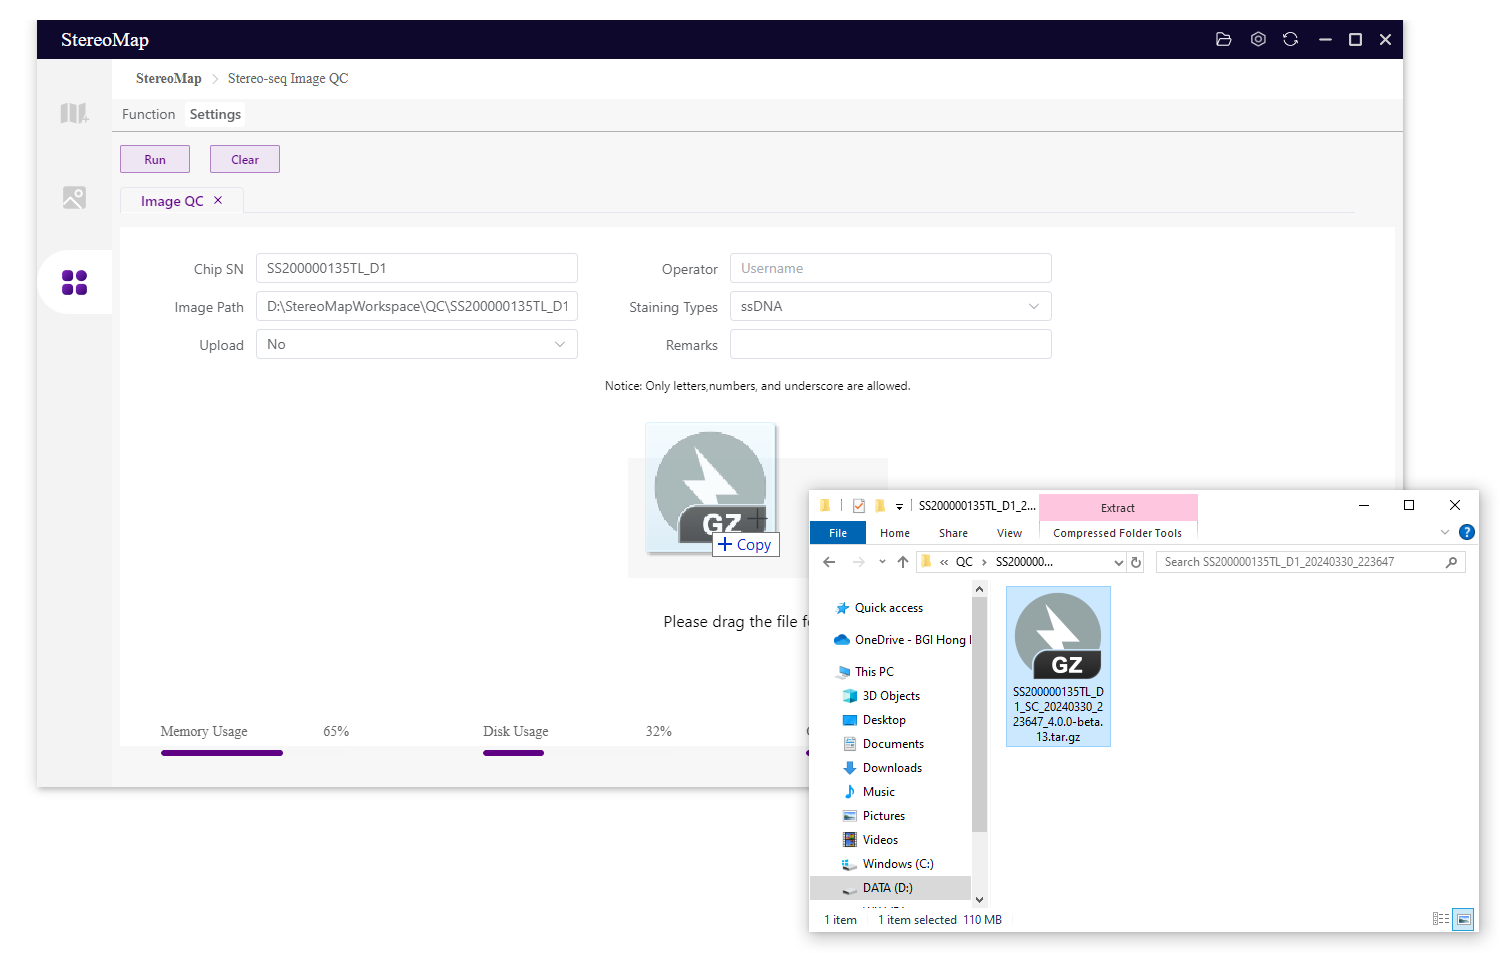 StereoMap
StereoMap > Stereo-seq Image QC
Function Settings
Run Clear
Image QC ×
Chip SN SS200000135TL_D1 Operator Username
Image Path D:\StereoMapWorkspace\QC\SS200000135TL_D1 Staining Types ssDNA
Upload No Remarks
Notice: Only letters,numbers, and underscore are allowed.
GZ
+ Copy
Please drag the file
Memory Usage 65% Disk Usage 32%
SS200000135TL_D1_2... Extract
File Home Share View Compressed Folder Tools
« QC > SS200000... Search SS200000135TL_D1_20240330_223647
Quick access
OneDrive - BGI Hong
This PC
3D Objects
Desktop
Documents
Downloads
Music
Pictures
Videos
Windows (C:)
DATA (D:)
GZ
SS200000135TL_D
1_SC_20240330_2
23647_4.0.0-beta.
13.tar.gz
1 item 1 item selected 110 MB